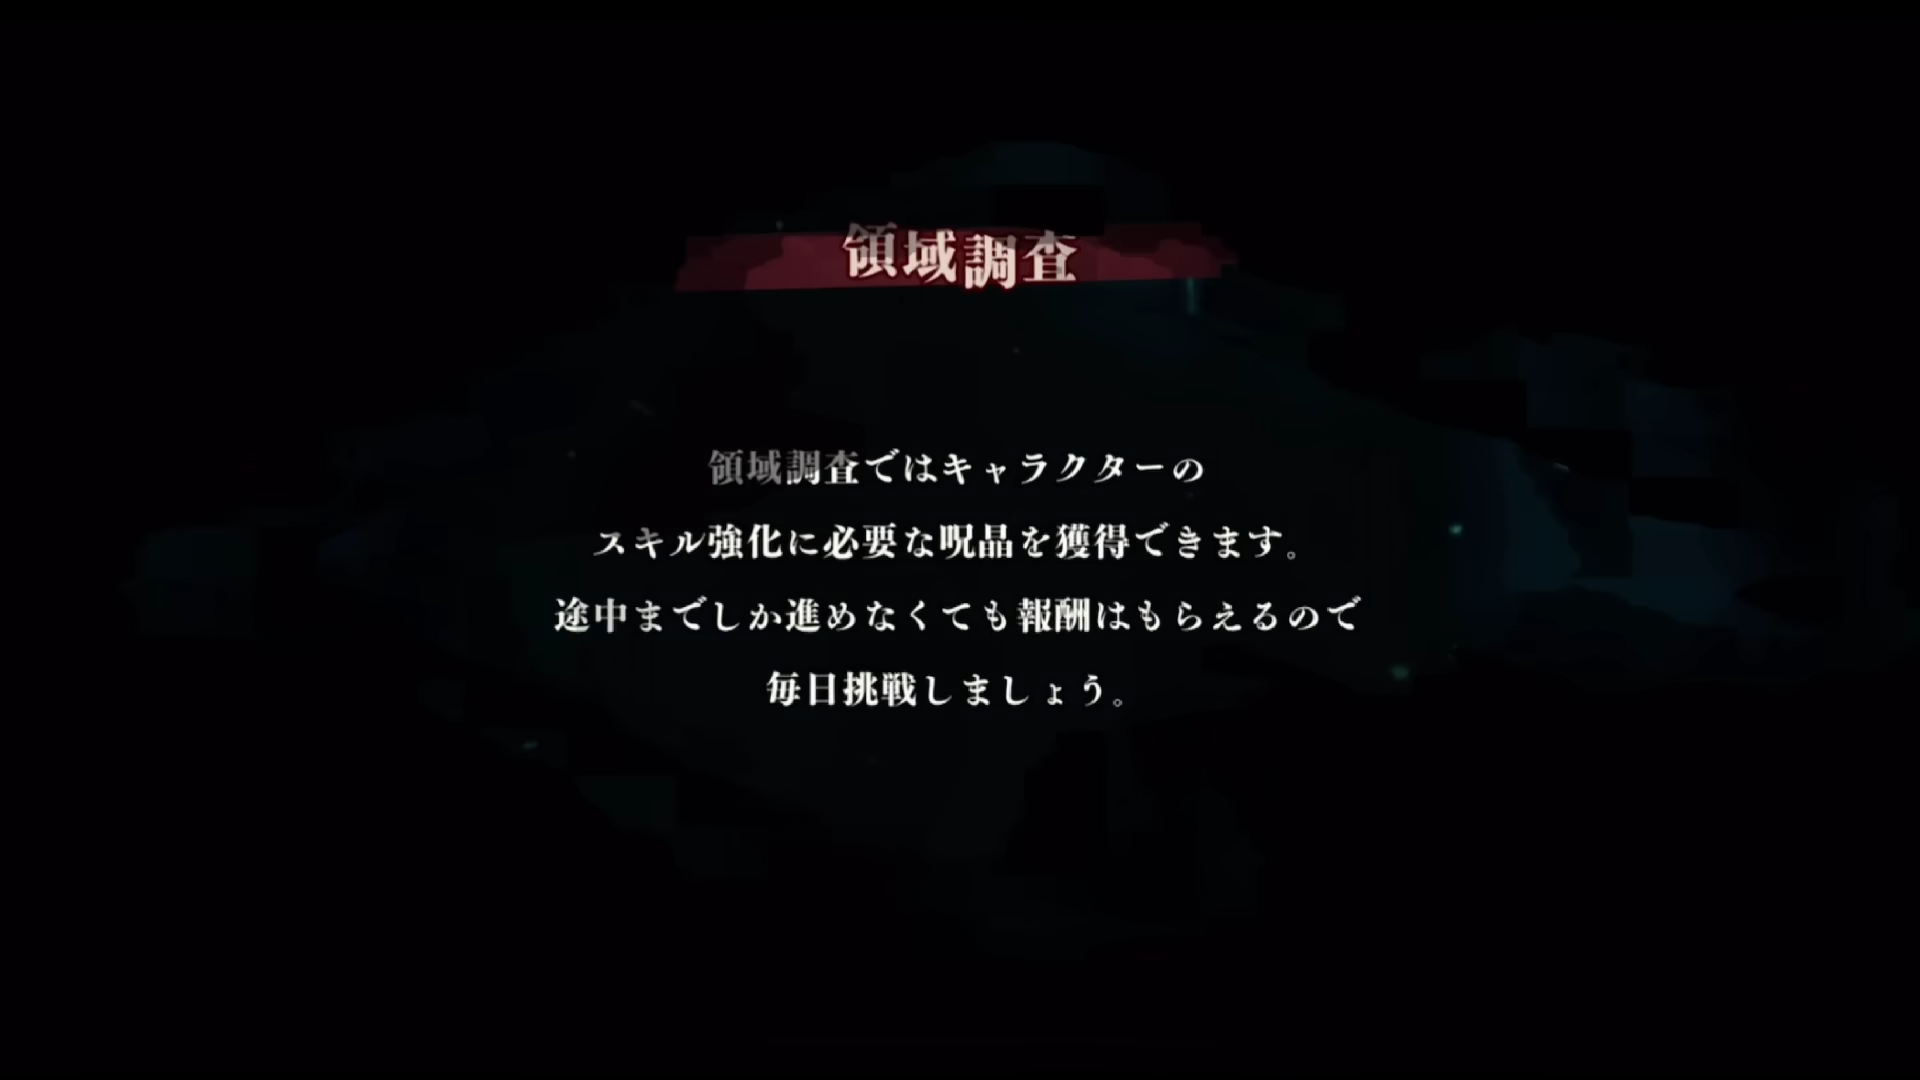 領域調査
領域調査ではキャラクターの
スキル強化に必要な呪晶を獲得できます。
途中までしか進めなくても報酬はもらえるので
毎日挑戦しましょう。